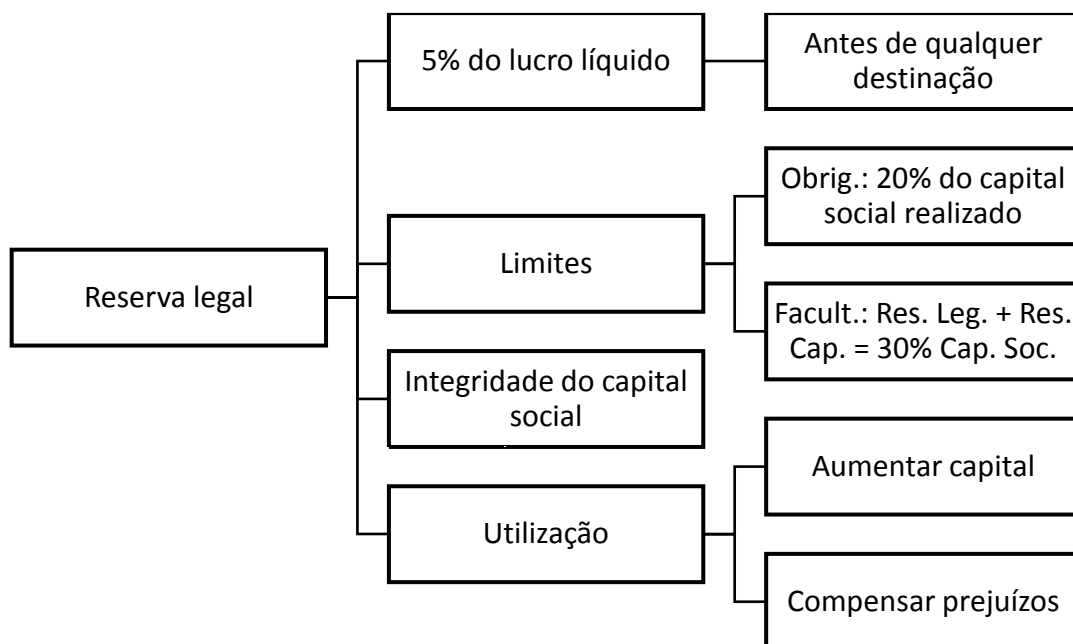 5% do lucro líquido
Antes de qualquer
destinação
Obrig.: 20% do capital
social realizado
Reserva legal
Limites
Facult.: Res. Leg. + Res.
Cap. = 30% Cap. Soc.
Integridade do capital
social
Aumentar capital
Utilização
Compensar prejuízos